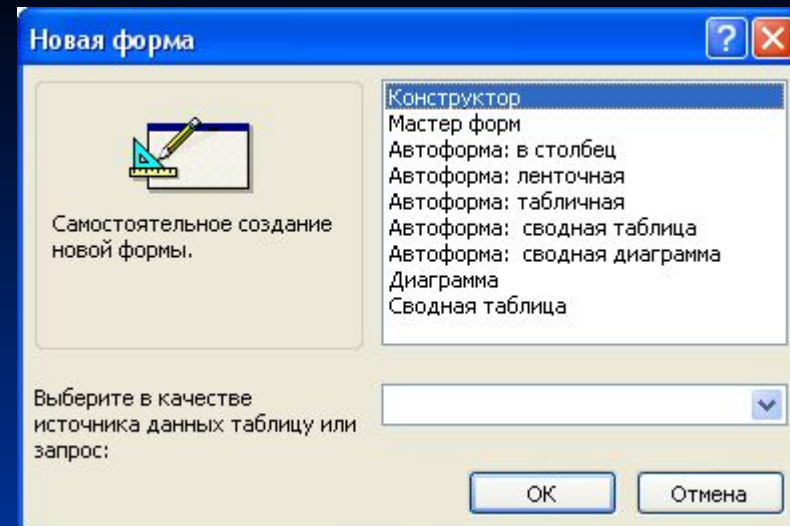 Новая форма
Самостоятельное создание
новой формы.
Конструктор
Мастер форм
Автоформа: в столбец
Автоформа: ленточная
Автоформа: табличная
Автоформа: сводная таблица
Автоформа: сводная диаграмма
Диаграмма
Сводная таблица
Выберите в качестве
источника данных таблицу или
запрос:
ОК
Отмена